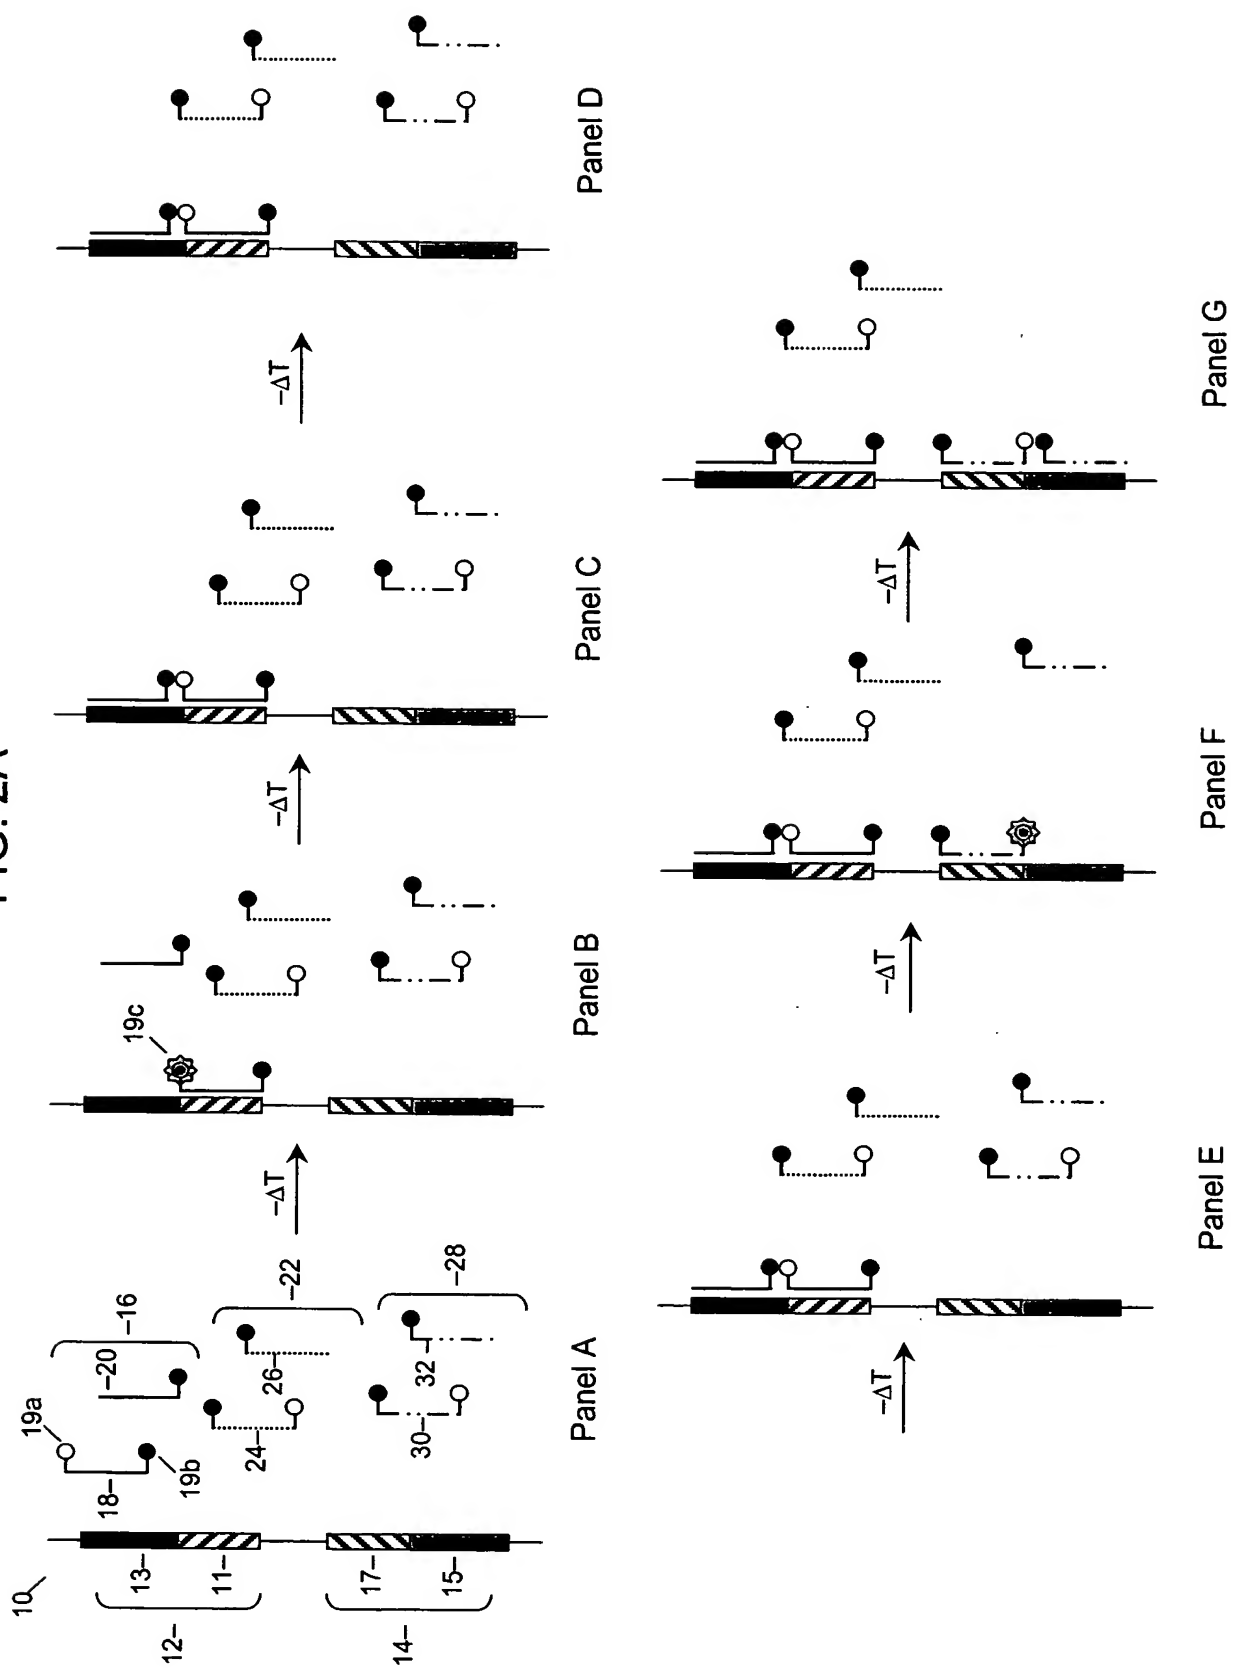 FIG. 2A
10
12–
13–
11–
14–
17–
15–
18–
19a
19b
–20
–16
24–
26–
–22
30–
32–
–28
Panel A
–ΔT
19c
Panel B
–ΔT
Panel C
–ΔT
Panel D
–ΔT
Panel E
–ΔT
Panel F
–ΔT
Panel G